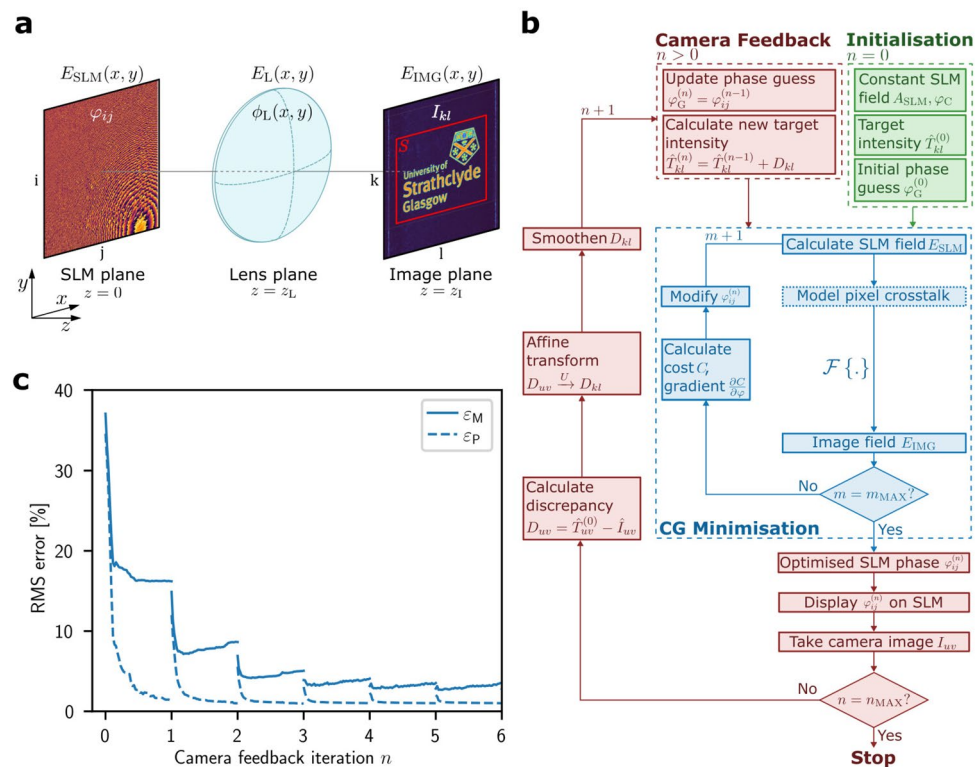 a
E_SLM(x, y)
E_L(x, y)
E_IMG(x, y)
φ_ij
ϕ_L(x, y)
I_kl
S
University of
Strathclyde
Glasgow
i
k
j
l
SLM plane
z = 0
Lens plane
z = z_L
Image plane
z = z_I
y
x
z
b
Camera Feedback
n > 0
Update phase guess
φ_G^(n) = φ_ij^(n−1)
Calculate new target
intensity
T̂_kl^(n) = T̂_kl^(n−1) + D_kl
Initialisation
n = 0
Constant SLM
field A_SLM, φ_C
Target
intensity T̂_kl^(0)
Initial phase
guess φ_G^(0)
n + 1
Smoothen D_kl
Affine
transform
D_uv →^U D_kl
Calculate
discrepancy
D_uv = T̂_uv^(0) − Î_uv
m + 1
Calculate SLM field E_SLM
Model pixel crosstalk
Modify φ_ij^(n)
Calculate
cost C,
gradient ∂C/∂φ
ℱ {.}
Image field E_IMG
No
m = m_MAX?
Yes
CG Minimisation
Optimised SLM phase φ_ij^(n)
Display φ_ij^(n) on SLM
Take camera image I_uv
No
n = n_MAX?
Yes
Stop
c
40
30
20
10
0
RMS error [%]
ε_M
ε_P
0 1 2 3 4 5 6
Camera feedback iteration n